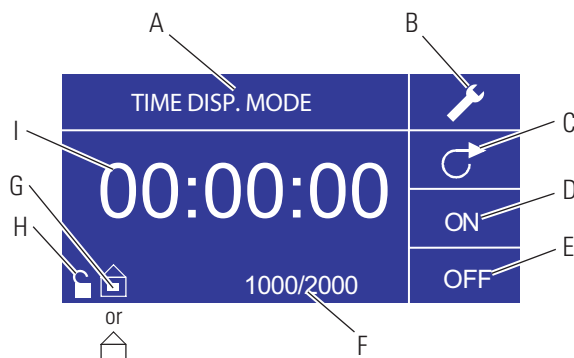 A
B
TIME DISP. MODE
I
C
00:00:00
G
D
ON
H
E
1000/2000
OFF
or
F